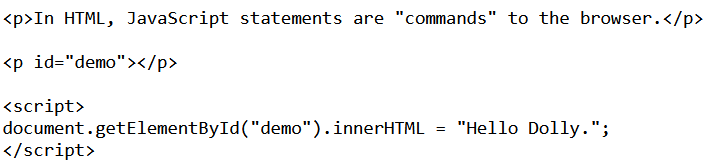 <p>In HTML, JavaScript statements are "commands" to the browser.</p>
<p id="demo"></p>
<script>
document.getElementById("demo").innerHTML = "Hello Dolly.";
</script>